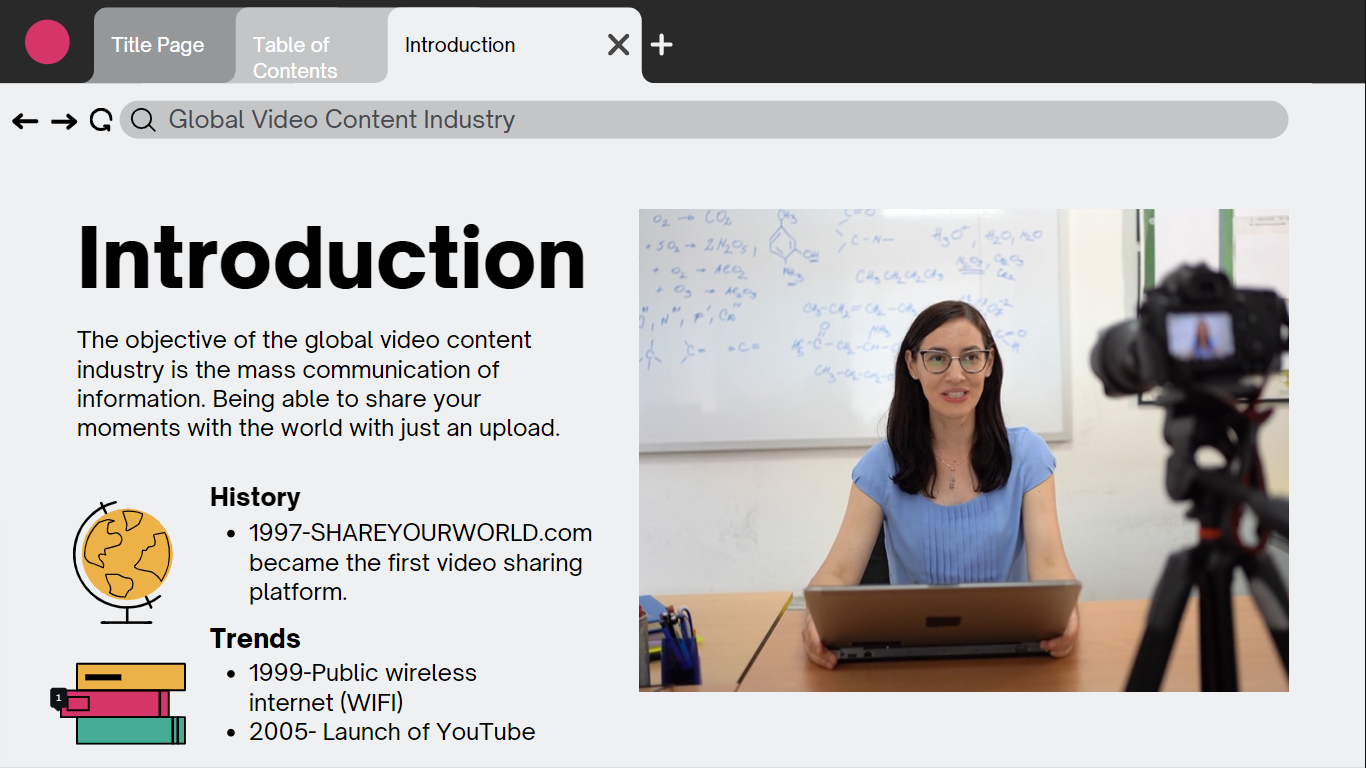 Title Page
Table of
Contents
Introduction
Global Video Content Industry
Introduction
The objective of the global video content
industry is the mass communication of
information. Being able to share your
moments with the world with just an upload.
History
• 1997-SHAREYOURWORLD.com
became the first video sharing
platform.
Trends
1
• 1999-Public wireless
internet (WIFI)
• 2005- Launch of YouTube
O₂ → CO₂